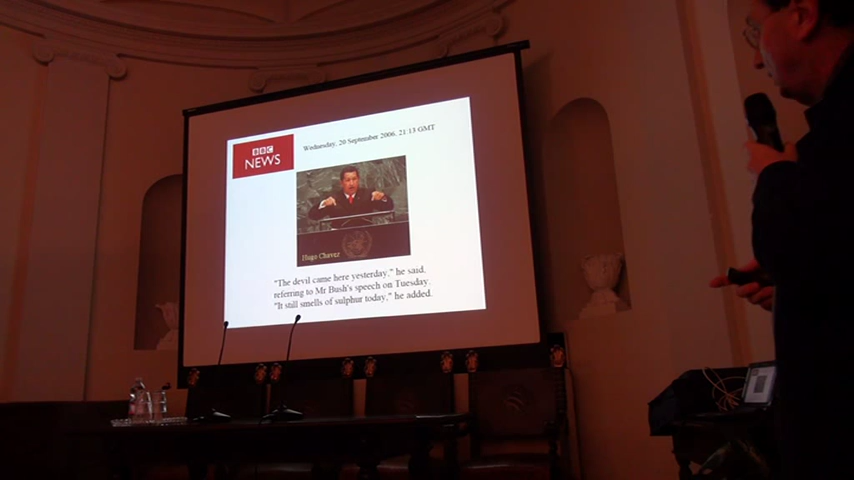 BBC
NEWS
Wednesday, 20 September 2006, 21:13 GMT
Hugo Chavez
"The devil came here yesterday," he said,
referring to Mr Bush's speech on Tuesday.
"It still smells of sulphur today," he added.